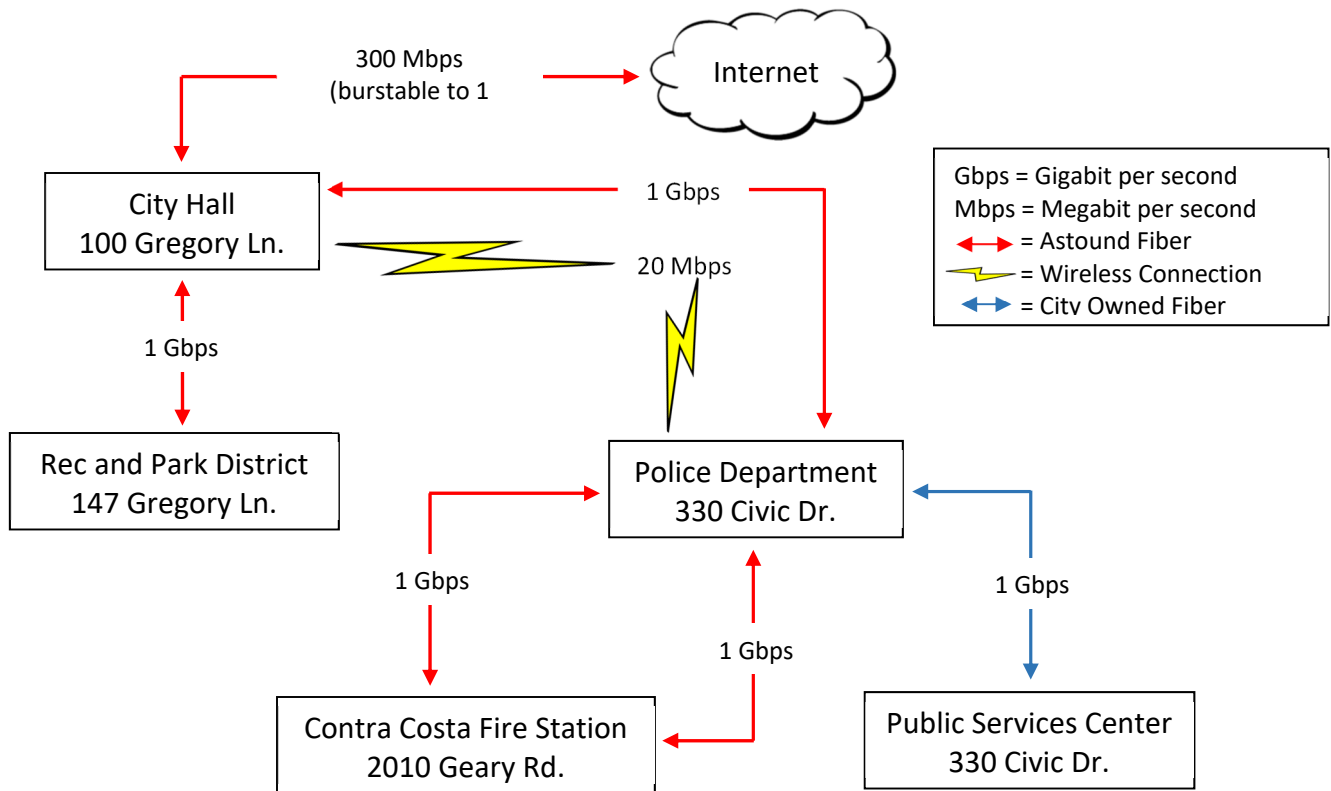 300 Mbps
(burstable to 1
Internet
Gbps = Gigabit per second
Mbps = Megabit per second
= Astound Fiber
= Wireless Connection
= City Owned Fiber
City Hall
100 Gregory Ln.
1 Gbps
20 Mbps
1 Gbps
Rec and Park District
147 Gregory Ln.
Police Department
330 Civic Dr.
1 Gbps
1 Gbps
1 Gbps
Contra Costa Fire Station
2010 Geary Rd.
Public Services Center
330 Civic Dr.